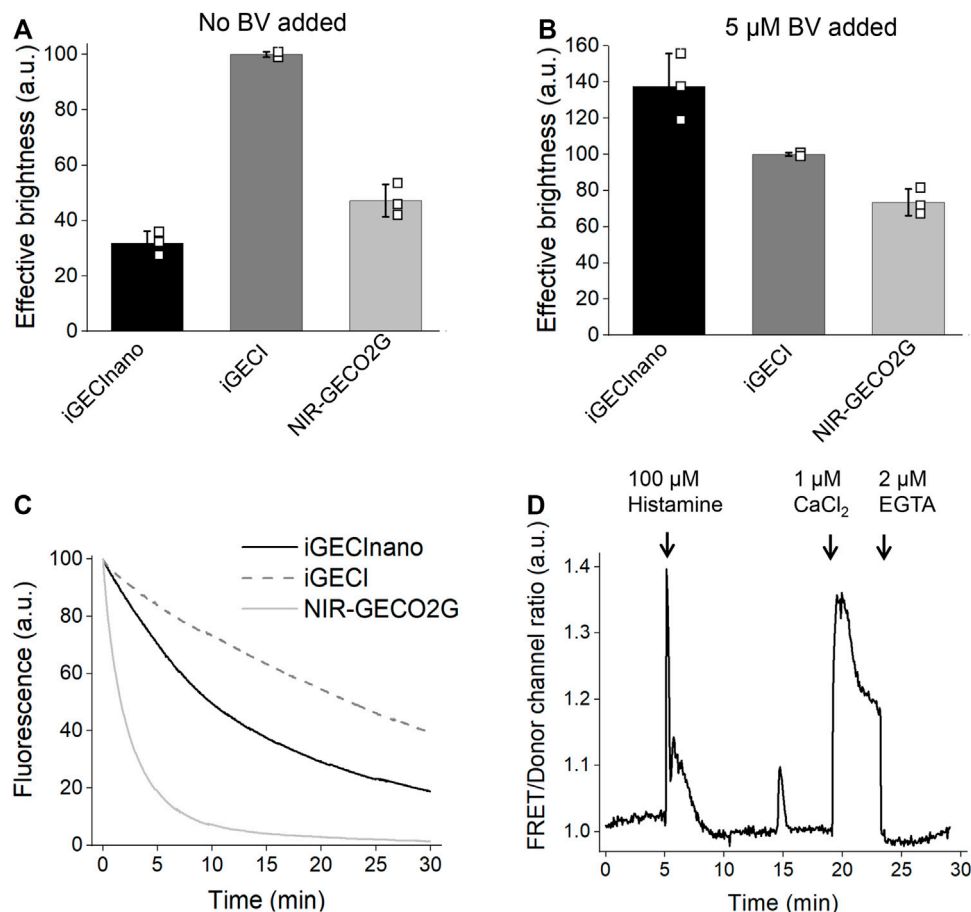 A
No BV added
Effective brightness (a.u.)
100
80
60
40
20
0
iGECInano
iGECI
NIR-GECO2G
B
5 µM BV added
Effective brightness (a.u.)
160
140
120
100
80
60
40
20
0
iGECInano
iGECI
NIR-GECO2G
C
Fluorescence (a.u.)
100
80
60
40
20
0
iGECInano
iGECI
NIR-GECO2G
0 5 10 15 20 25 30
Time (min)
D
100 µM
Histamine
1 µM
CaCl₂
2 µM
EGTA
FRET/Donor channel ratio (a.u.)
1.4
1.3
1.2
1.1
1.0
0 5 10 15 20 25 30
Time (min)